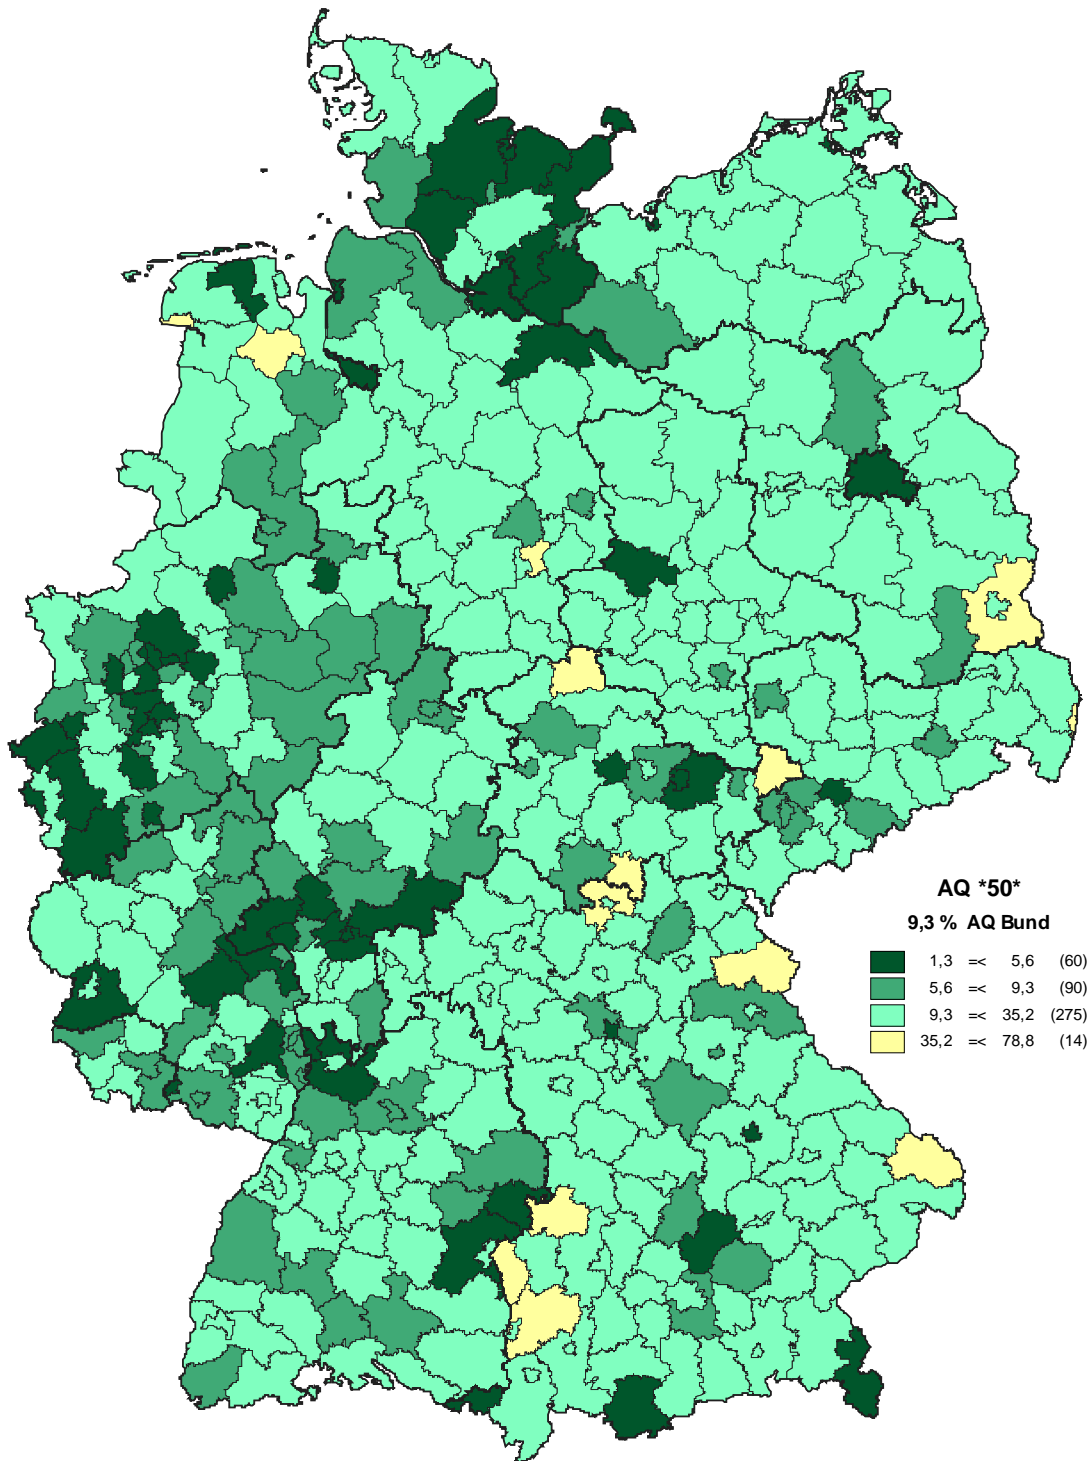 AQ *50*
9,3 % AQ Bund
1,3 =< 5,6 (60)
5,6 =< 9,3 (90)
9,3 =< 35,2 (275)
35,2 =< 78,8 (14)